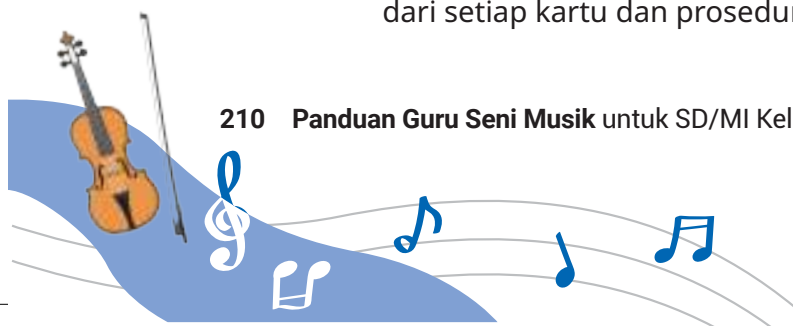 dari setiap kartu dan prosedur
210 Panduan Guru Seni Musik untuk SD/MI Kel